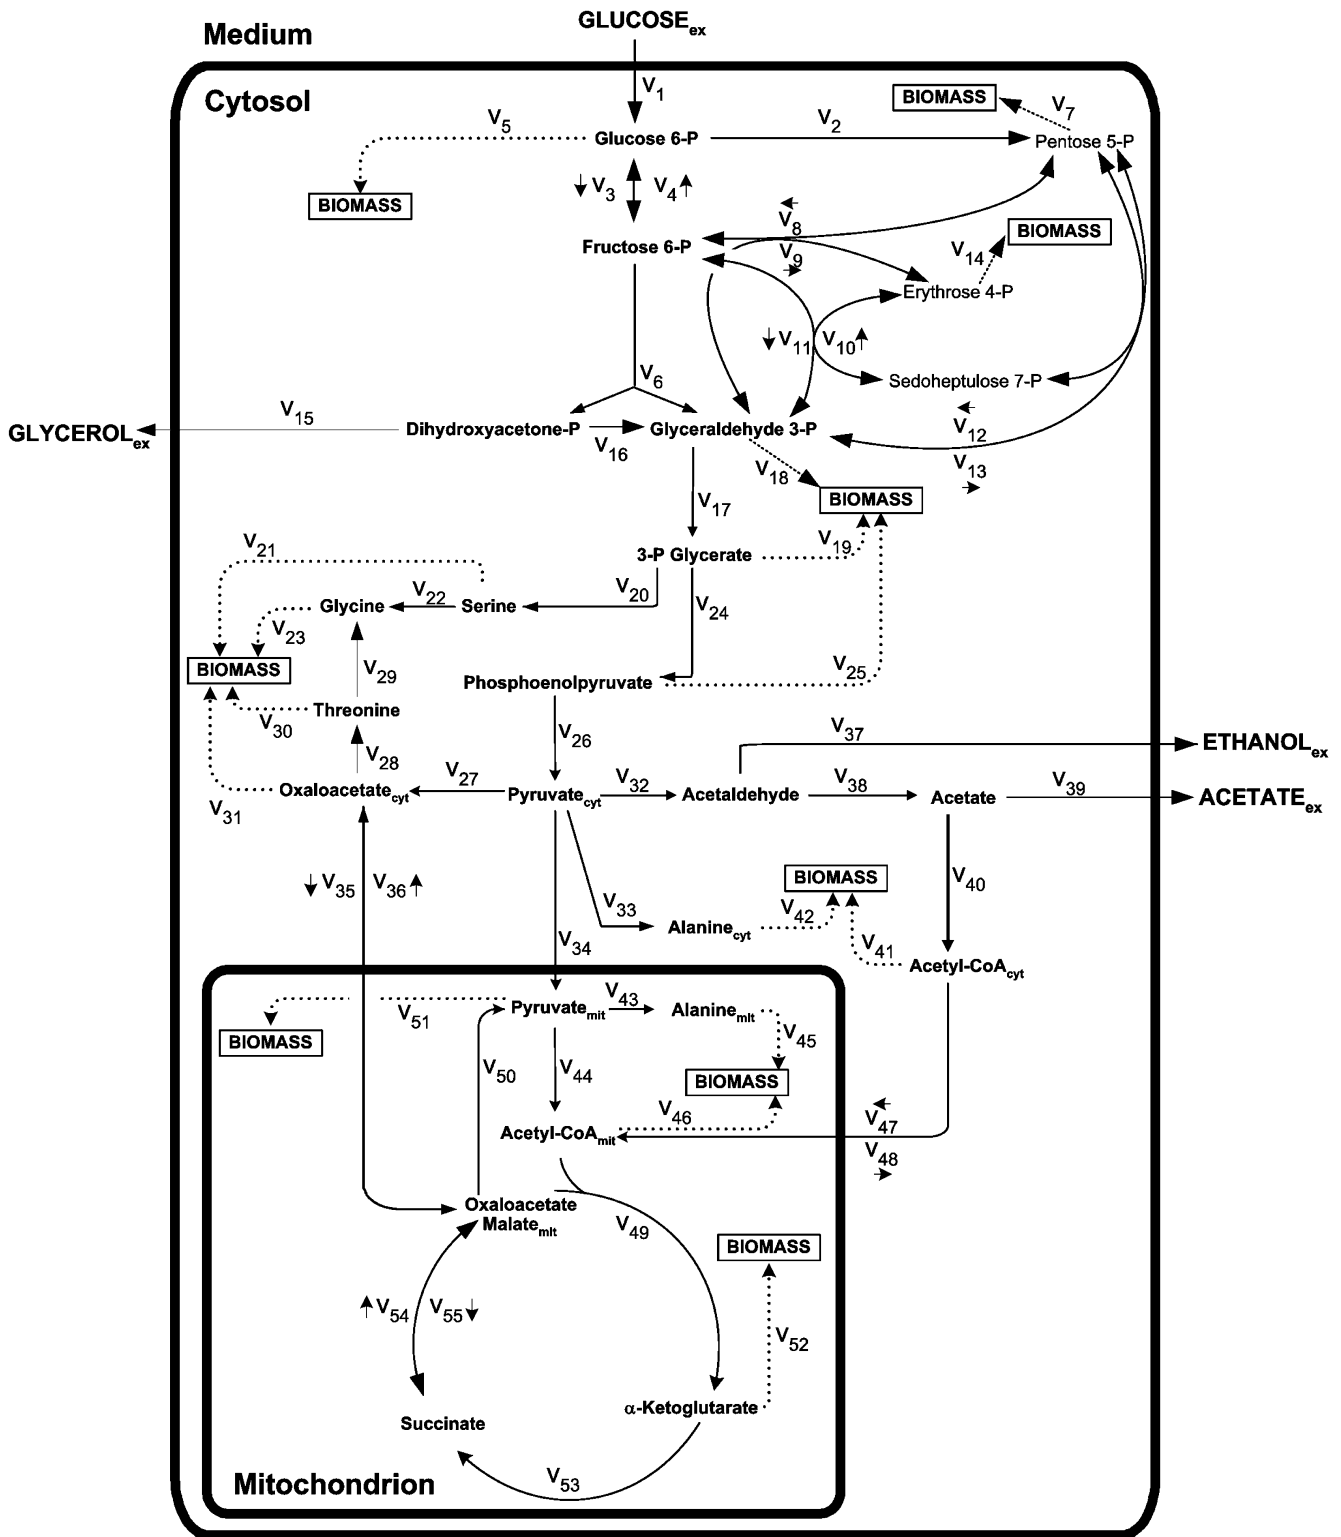 GLUCOSEex
Medium
V1
Cytosol
BIOMASS
V7
V5
V2
Glucose 6-P
Pentose 5-P
V3
V4
BIOMASS
V8
BIOMASS
Fructose 6-P
V9
V14
Erythrose 4-P
V11
V10
V6
Sedoheptulose 7-P
V15
V12
GLYCEROLex
Dihydroxyacetone-P
Glyceraldehyde 3-P
V16
V18
V13
V17
BIOMASS
V19
V21
3-P Glycerate
V22
V20
V24
Glycine
Serine
V23
BIOMASS
V29
V25
Phosphoenolpyruvate
Threonine
V30
V26
V37
ETHANOLex
V28
V27
V32
V38
V39
Oxaloacetatecyt
Pyruvatecyt
Acetaldehyde
Acetate
ACETATEex
V31
V35
V36
BIOMASS
V40
V33
V42
Alaninecyt
V34
V41
Acetyl-CoAcyt
V43
V51
Pyruvatemit
Alaninemit
BIOMASS
V45
V50
V44
BIOMASS
V46
V47
Acetyl-CoAmit
V48
Oxaloacetate
Malatemit
V49
BIOMASS
V54
V55
V52
α-Ketoglutarate
Succinate
Mitochondrion
V53